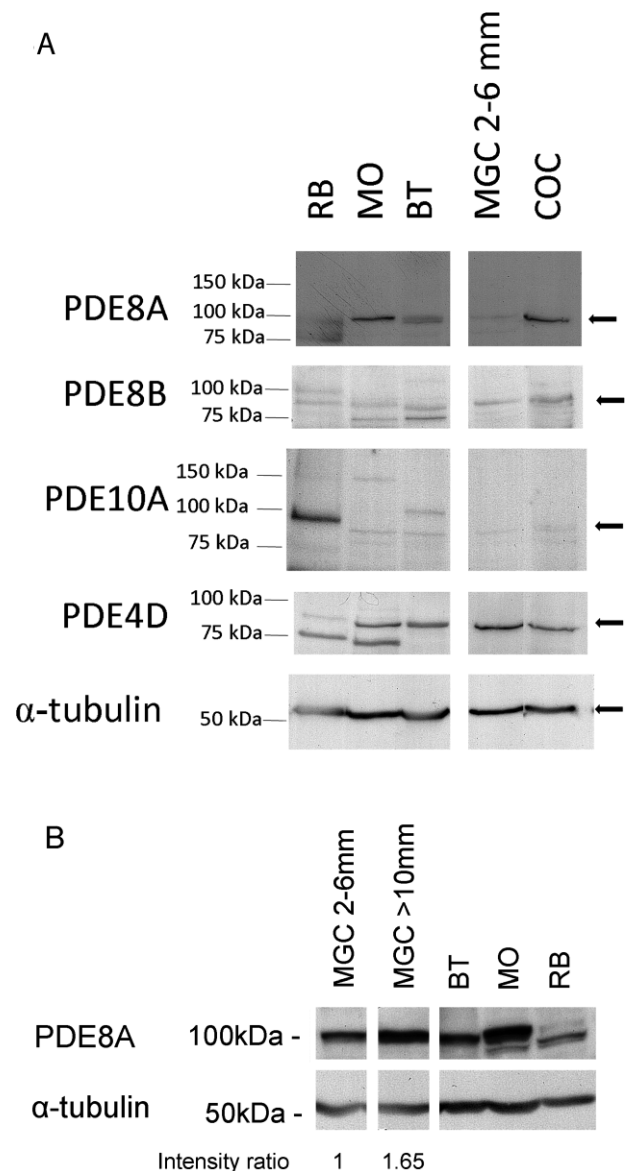 A
RB
MO
BT
MGC 2-6 mm
COC
PDE8A
150 kDa
100 kDa
75 kDa
PDE8B
100 kDa
75 kDa
PDE10A
150 kDa
100 kDa
75 kDa
PDE4D
100 kDa
75 kDa
α-tubulin
50 kDa
B
MGC 2-6mm
MGC >10mm
BT
MO
RB
PDE8A 100kDa -
α-tubulin 50kDa -
Intensity ratio 1 1.65